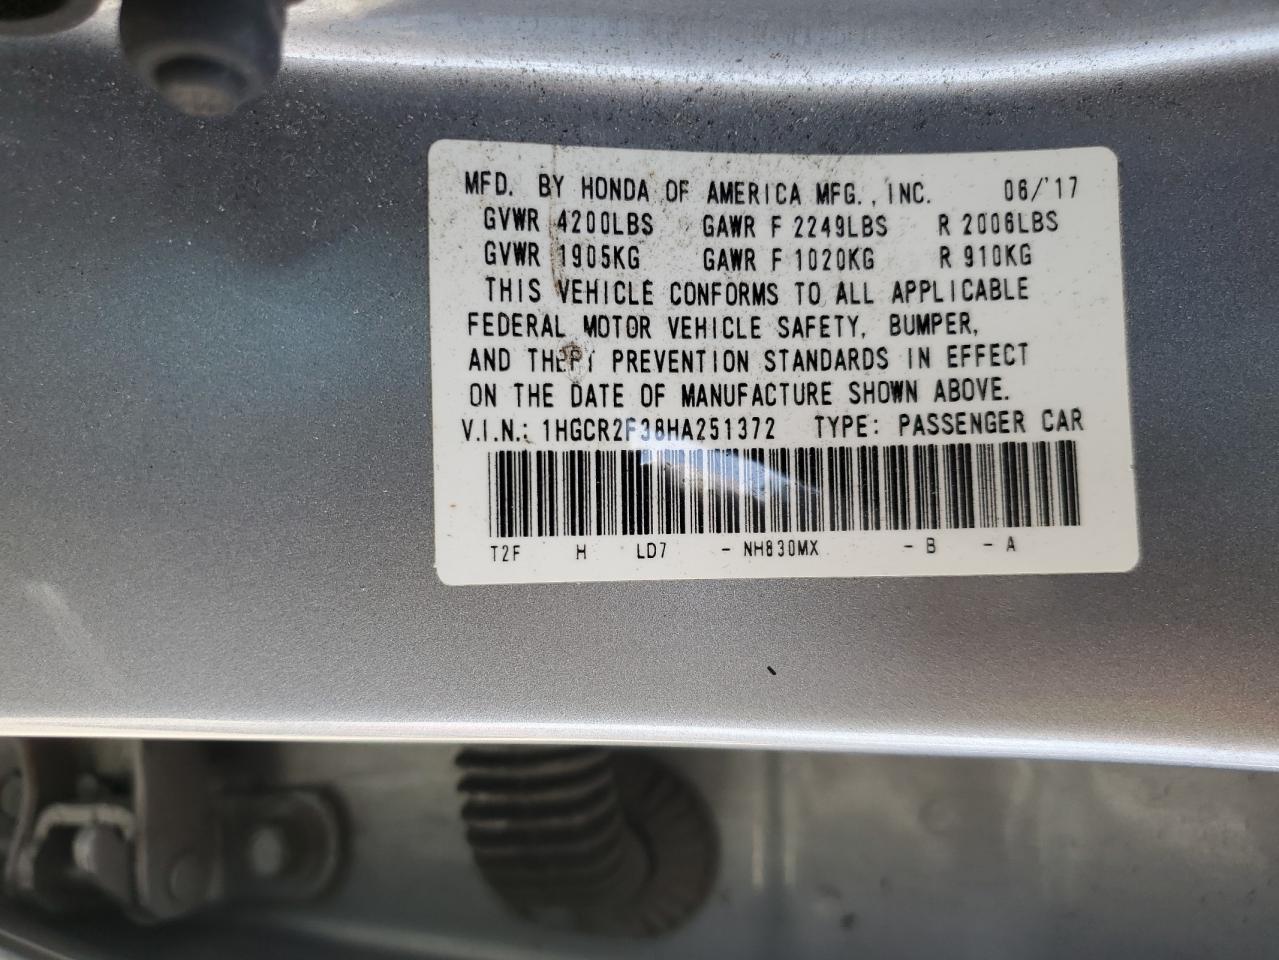 MFD. BY HONDA OF AMERICA MFG., INC. 06/'17
GVWR 4200LBS GAWR F 2249LBS R 2006LBS
GVWR 1905KG GAWR F 1020KG R 910KG
THIS VEHICLE CONFORMS TO ALL APPLICABLE
FEDERAL MOTOR VEHICLE SAFETY, BUMPER,
AND THEFT PREVENTION STANDARDS IN EFFECT
ON THE DATE OF MANUFACTURE SHOWN ABOVE.
V.I.N.: 1HGCR2F38HA251372 TYPE: PASSENGER CAR
T2F H LD7 - NH830MX - B - A